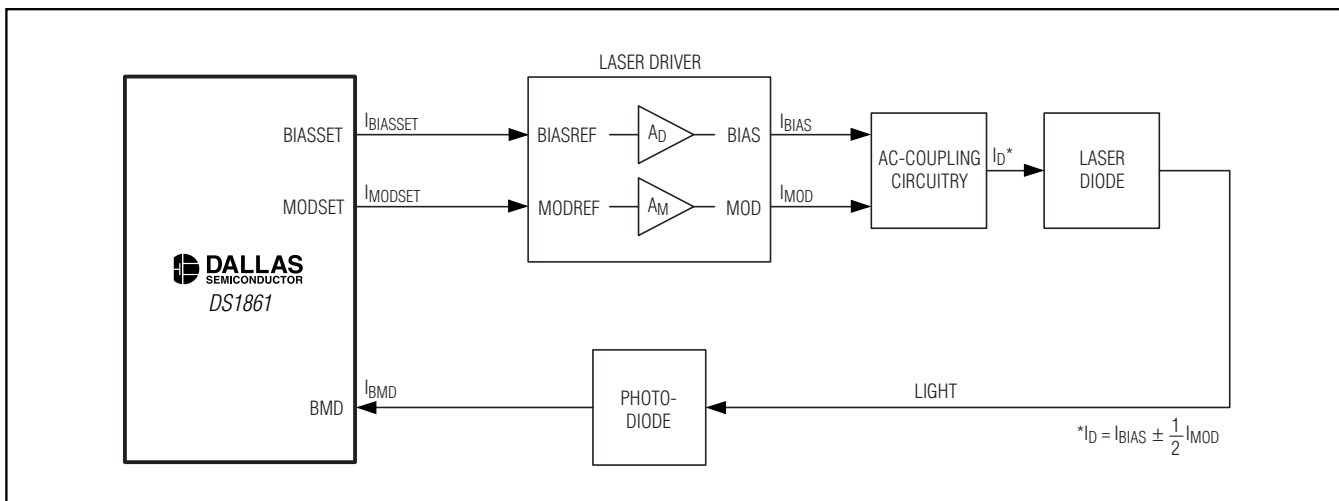 LASER DRIVER
BIASSET
I_BIASSET
BIASREF
A_D
BIAS
I_BIAS
MODSET
I_MODSET
MODREF
A_M
MOD
I_MOD
AC-COUPLING
CIRCUITRY
I_D*
LASER
DIODE
DALLAS
SEMICONDUCTOR
DS1861
BMD
I_BMD
PHOTO-
DIODE
LIGHT
*I_D = I_BIAS ± 1/2 I_MOD